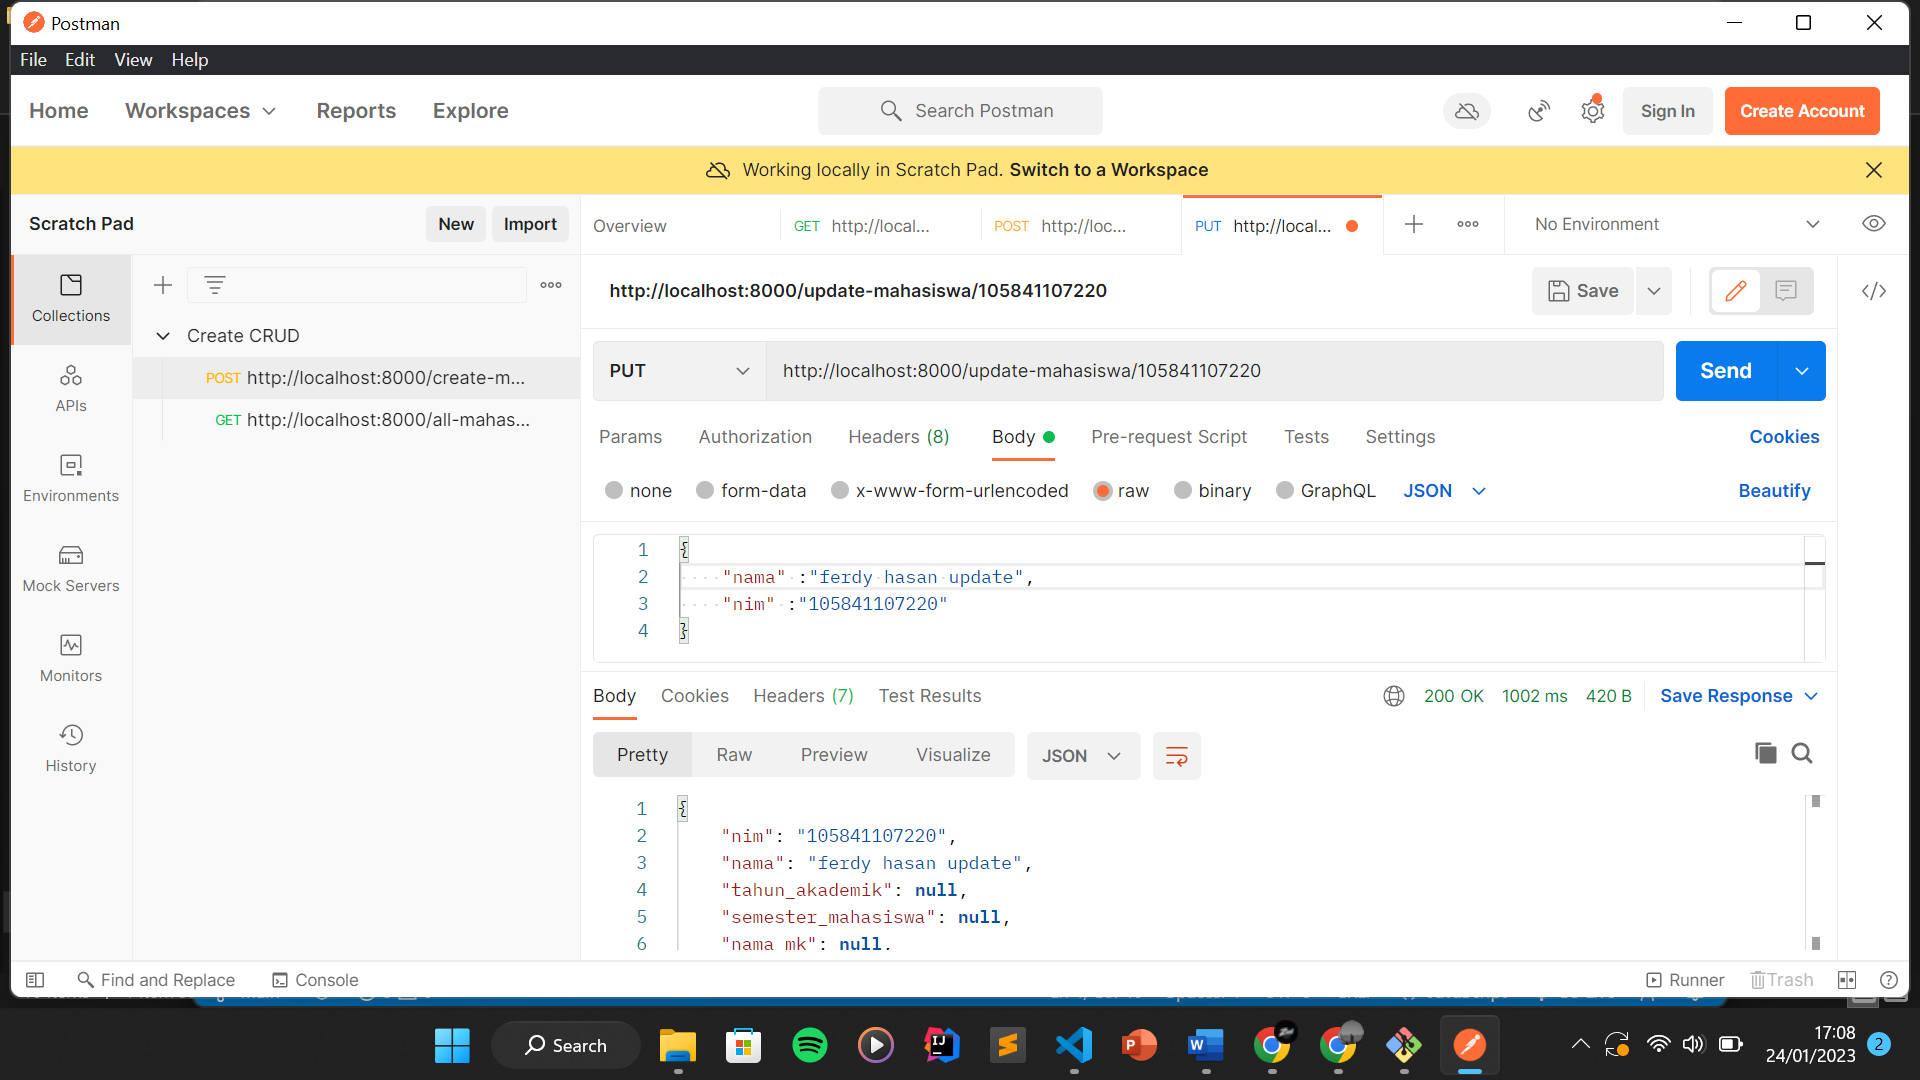 Postman
File Edit View Help
Home Workspaces Reports Explore Search Postman Sign In Create Account
Working locally in Scratch Pad. Switch to a Workspace
Scratch Pad New Import
Overview GET http://local... POST http://loc... PUT http://local... No Environment
http://localhost:8000/update-mahasiswa/105841107220 Save
Collections
APIs
Environments
Mock Servers
Monitors
History
Create CRUD
POST http://localhost:8000/create-m...
GET http://localhost:8000/all-mahas...
PUT http://localhost:8000/update-mahasiswa/105841107220 Send
Params Authorization Headers (8) Body Pre-request Script Tests Settings Cookies
none form-data x-www-form-urlencoded raw binary GraphQL JSON Beautify
1 {
2 "nama" :"ferdy hasan update",
3 "nim" :"105841107220"
4 }
Body Cookies Headers (7) Test Results 200 OK 1002 ms 420 B Save Response
Pretty Raw Preview Visualize JSON
1 {
2 "nim": "105841107220",
3 "nama": "ferdy hasan update",
4 "tahun_akademik": null,
5 "semester_mahasiswa": null,
6 "nama_mk": null,
Find and Replace Console Runner Trash
Search
17:08
24/01/2023 2